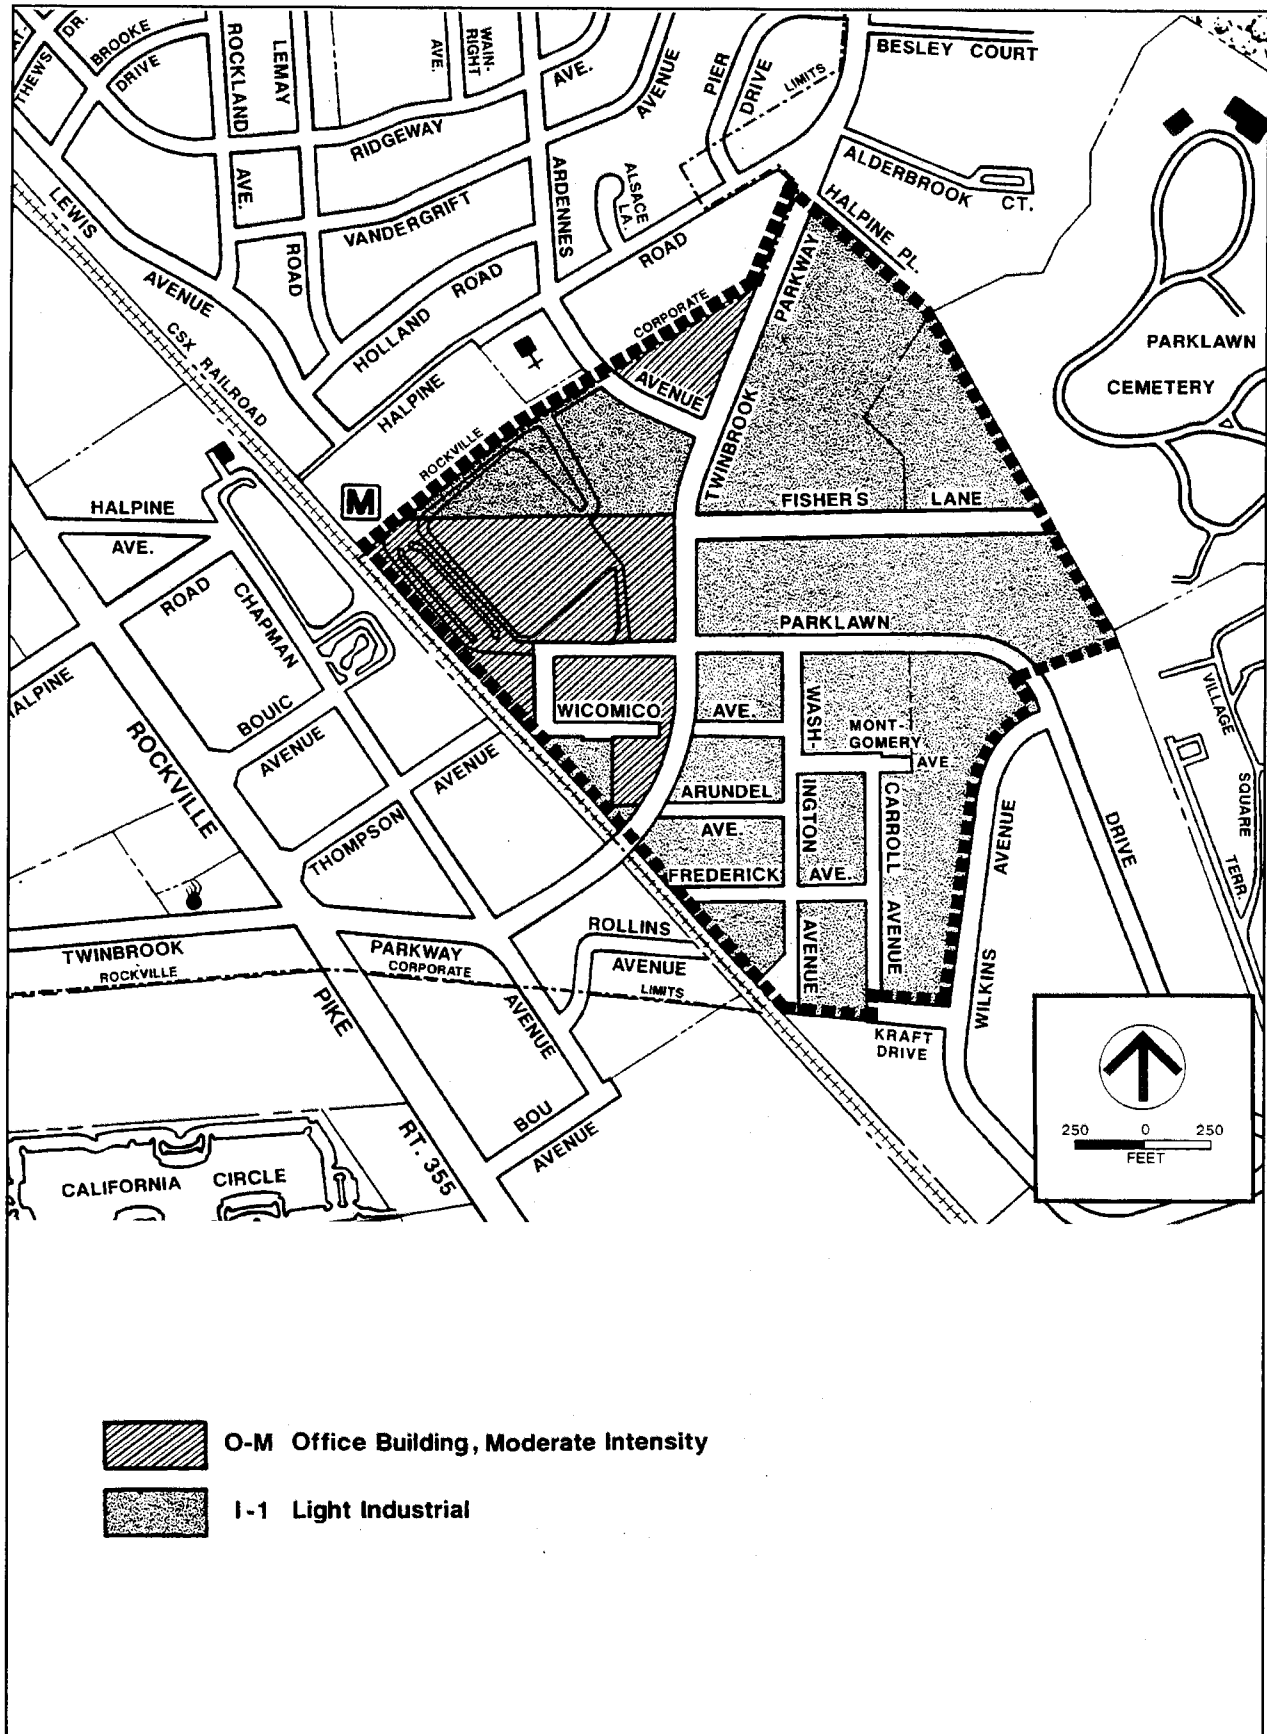 THEWS
DR.
BROOKE
DRIVE
ROCKLAND
AVE.
LEMAY
ROAD
AVE.
WAIN-
RIGHT
AVE.
AVENUE
PIER
DRIVE
LIMITS
BESLEY COURT
RIDGEWAY
ARDENNES
ALSACE
LA.
ALDERBROOK
CT.
HALPINE PL.
LEWIS
AVENUE
VANDERGRIFT
ROAD
HOLLAND
ROAD
CSX RAILROAD
HALPINE
ROCKVILLE
CORPORATE
PARKWAY
TWINBROOK
AVENUE
PARKLAWN
CEMETERY
M
HALPINE
AVE.
ROAD
CHAPMAN
FISHERS
LANE
PARKLAWN
ALPINE
BOUIC
AVENUE
AVENUE
ROCKVILLE
THOMPSON
WICOMICO
AVE.
WASH-
INGTON
AVENUE
MONT-
GOMERY
AVE.
ARUNDEL
AVE.
CARROLL
AVENUE
FREDERICK
AVE.
AVENUE
DRIVE
VILLAGE
SQUARE
TERR.
TWINBROOK
PARKWAY
ROCKVILLE
CORPORATE
LIMITS
ROLLINS
AVENUE
PIKE
AVENUE
WILKINS
KRAFT
DRIVE
BOU
AVENUE
RT. 355
CALIFORNIA CIRCLE
250 0 250
FEET
O-M Office Building, Moderate Intensity
I-1 Light Industrial